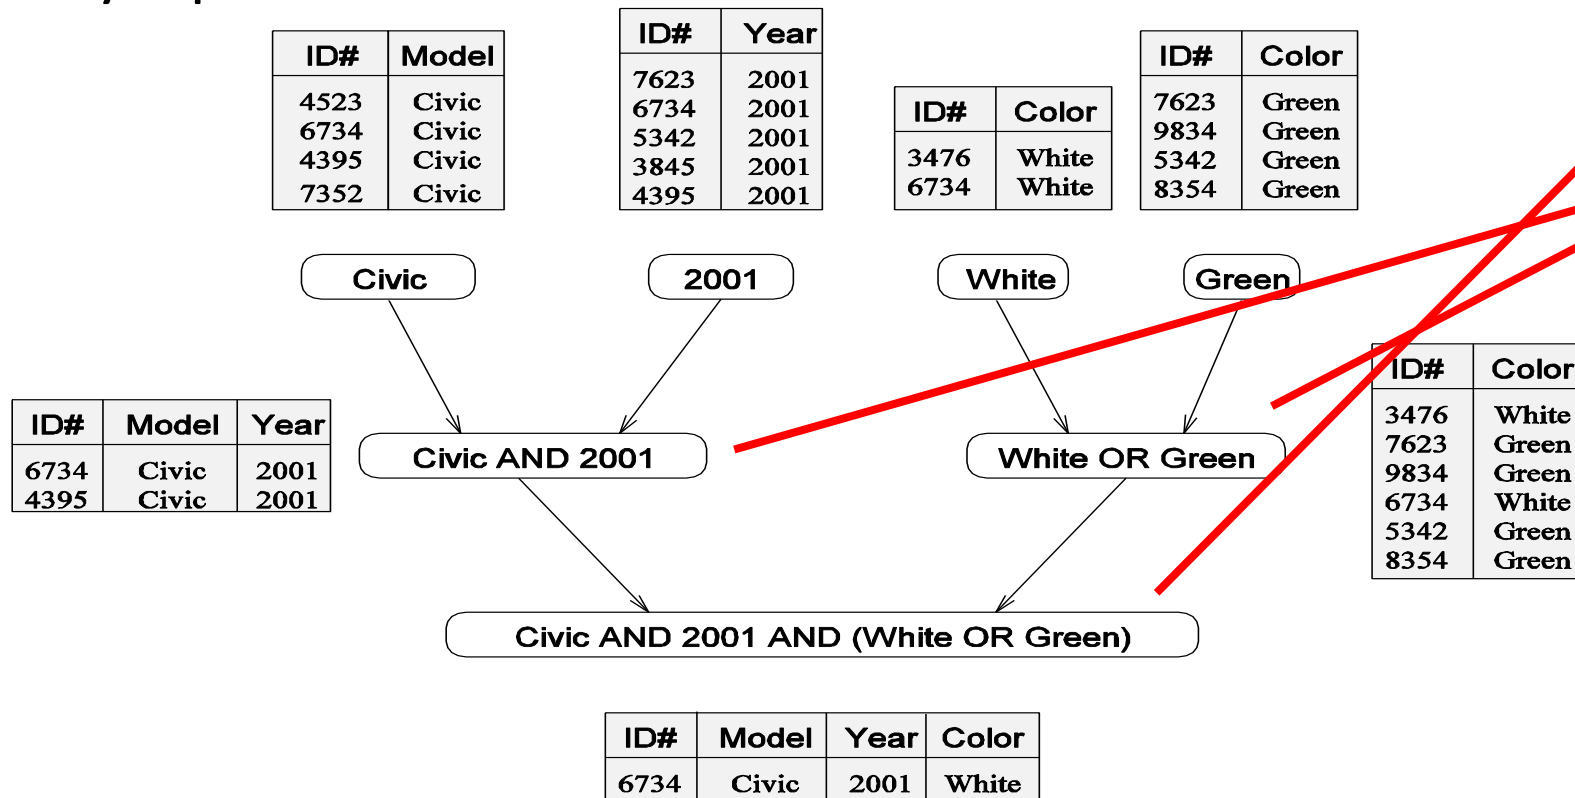 ID# Model
4523 Civic
6734 Civic
4395 Civic
7352 Civic
ID# Year
7623 2001
6734 2001
5342 2001
3845 2001
4395 2001
ID# Color
3476 White
6734 White
ID# Color
7623 Green
9834 Green
5342 Green
8354 Green
Civic
2001
White
Green
ID# Model Year
6734 Civic 2001
4395 Civic 2001
Civic AND 2001
White OR Green
ID# Color
3476 White
7623 Green
9834 Green
6734 White
5342 Green
8354 Green
Civic AND 2001 AND (White OR Green)
ID# Model Year Color
6734 Civic 2001 White